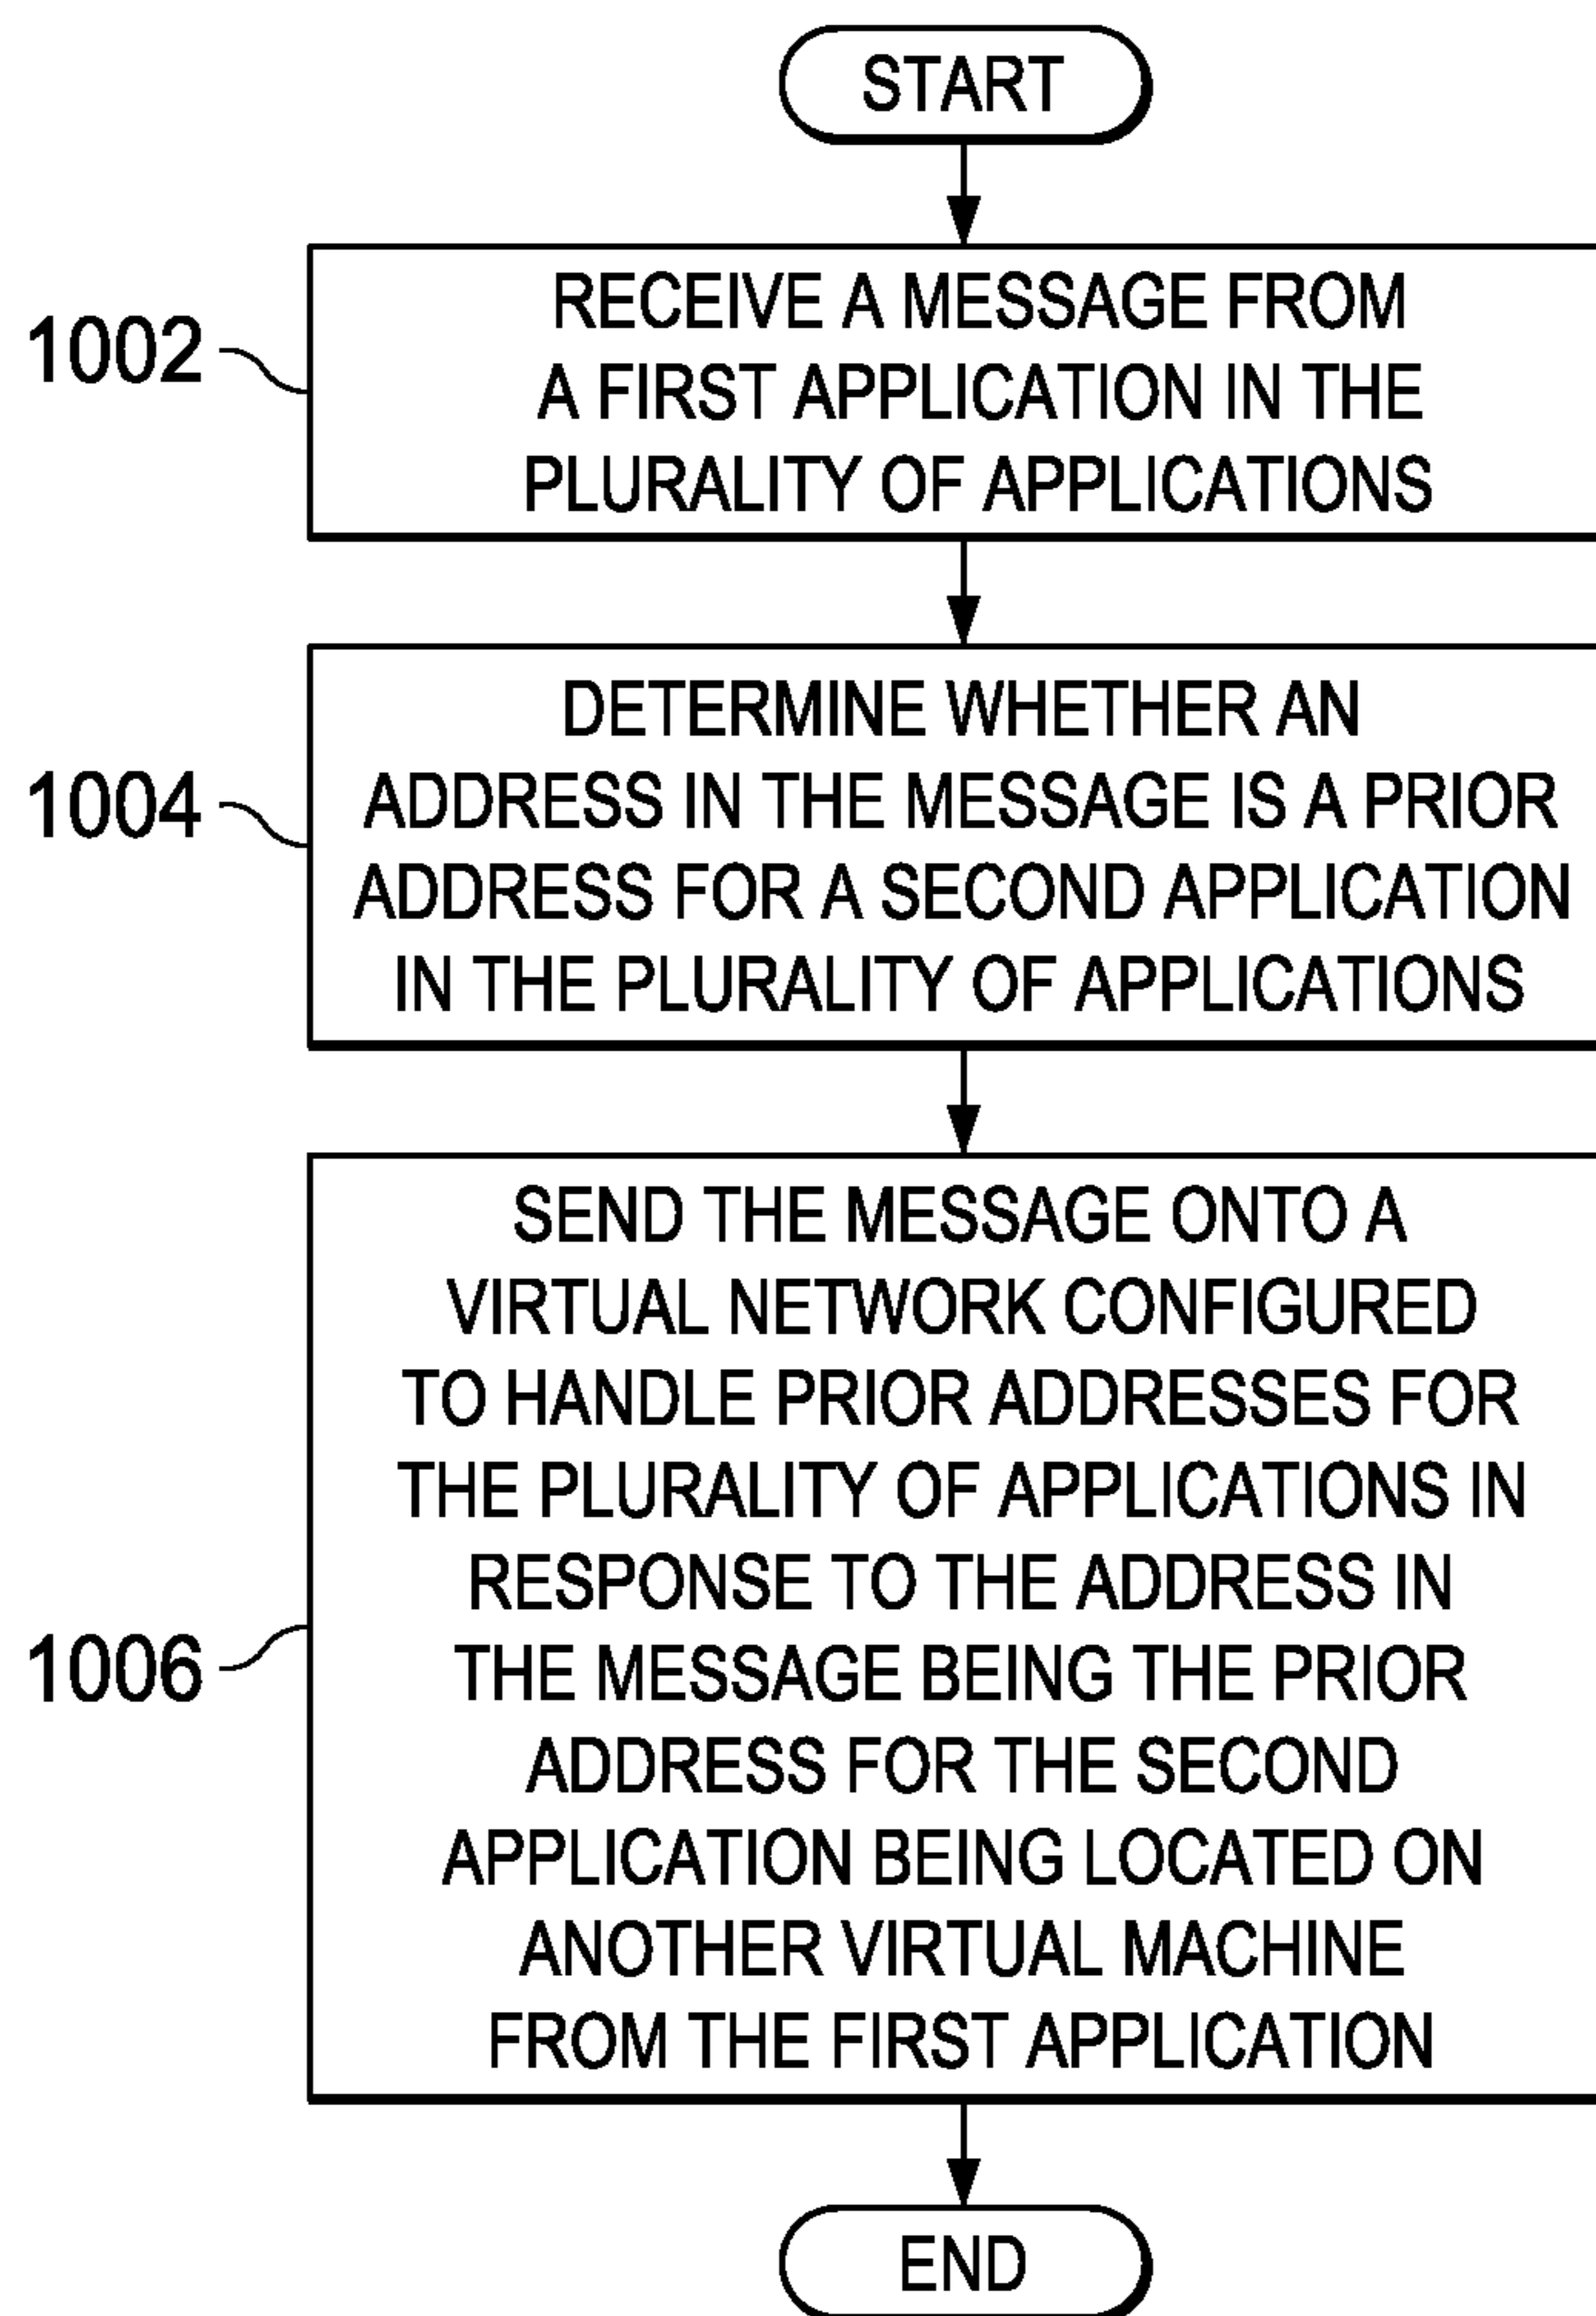 START
RECEIVE A MESSAGE FROM
A FIRST APPLICATION IN THE
PLURALITY OF APPLICATIONS
1002
DETERMINE WHETHER AN
ADDRESS IN THE MESSAGE IS A PRIOR
ADDRESS FOR A SECOND APPLICATION
IN THE PLURALITY OF APPLICATIONS
1004
SEND THE MESSAGE ONTO A
VIRTUAL NETWORK CONFIGURED
TO HANDLE PRIOR ADDRESSES FOR
THE PLURALITY OF APPLICATIONS IN
RESPONSE TO THE ADDRESS IN
THE MESSAGE BEING THE PRIOR
ADDRESS FOR THE SECOND
APPLICATION BEING LOCATED ON
ANOTHER VIRTUAL MACHINE
FROM THE FIRST APPLICATION
1006
END